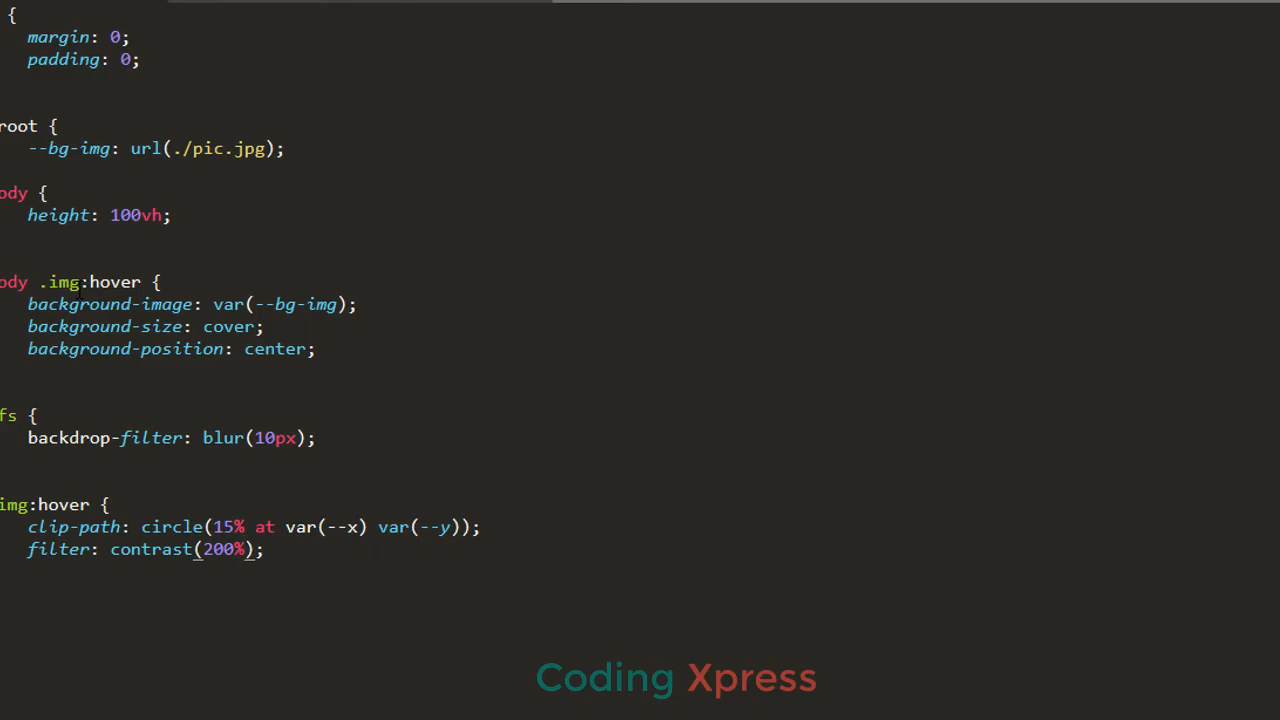 {
margin: 0;
padding: 0;
root {
--bg-img: url(./pic.jpg);
ody {
height: 100vh;
ody .img:hover {
background-image: var(--bg-img);
background-size: cover;
background-position: center;
fs {
backdrop-filter: blur(10px);
img:hover {
clip-path: circle(15% at var(--x) var(--y));
filter: contrast(200%);
Coding Xpress